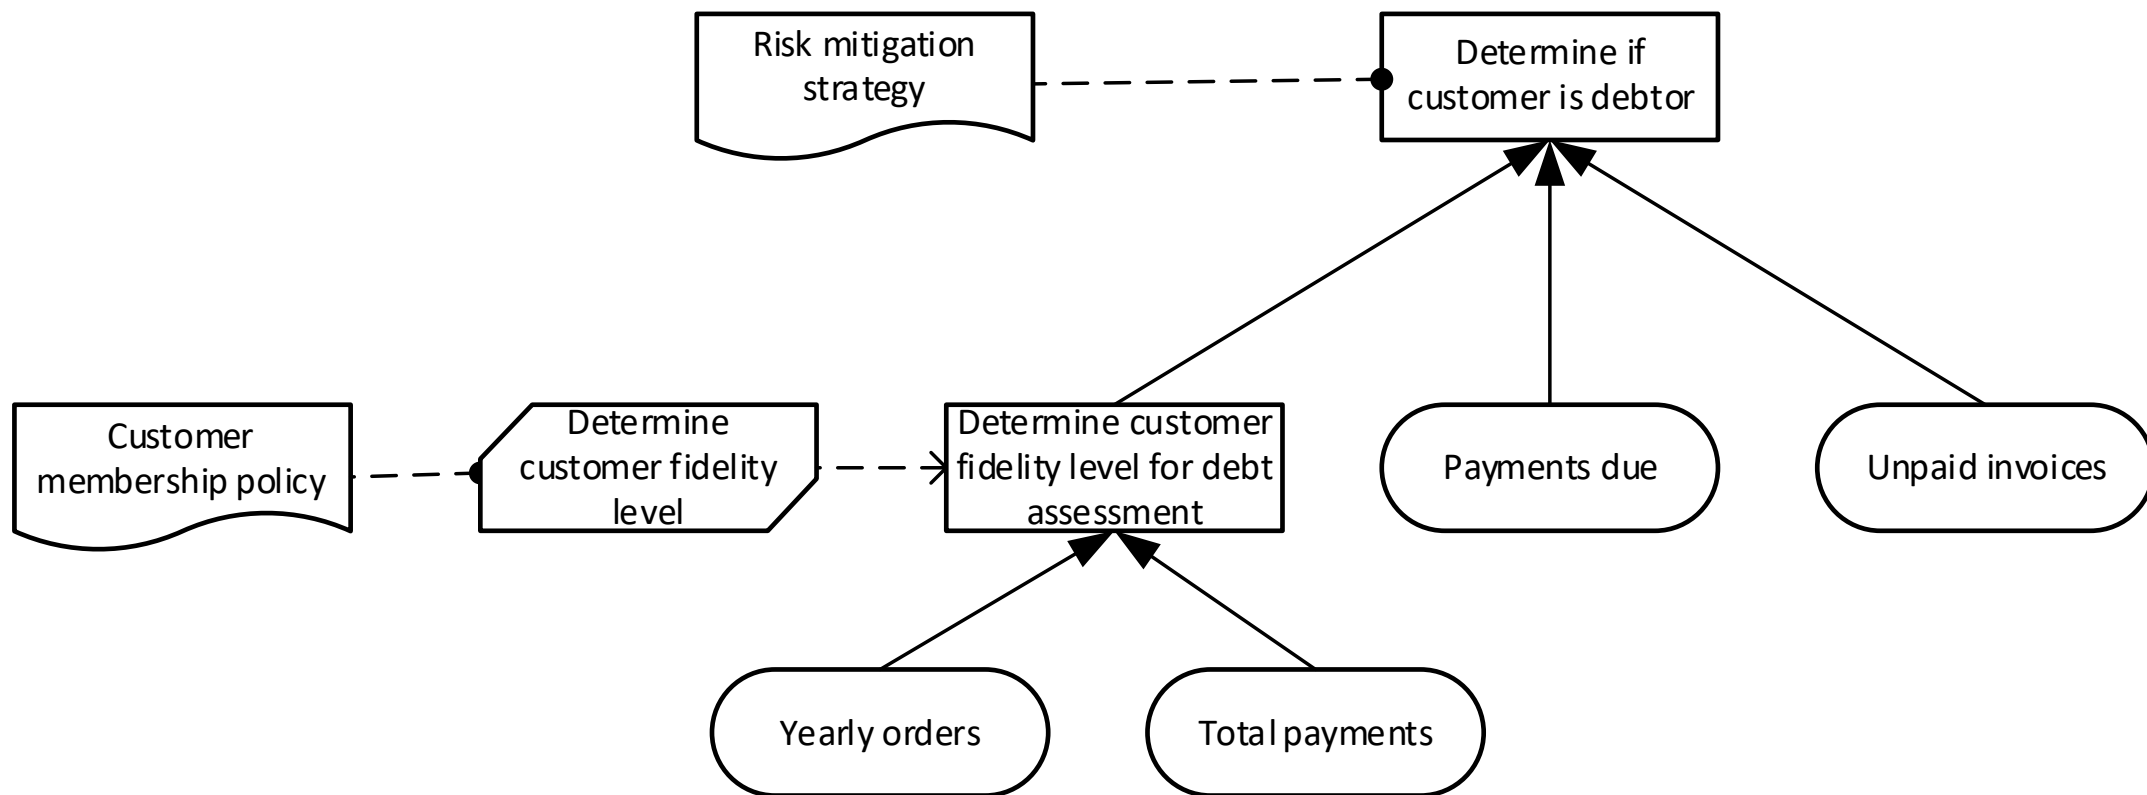 Risk mitigation
strategy
Determine if
customer is debtor
Customer
membership policy
Determine
customer fidelity
level
Determine customer
fidelity level for debt
assessment
Payments due
Unpaid invoices
Yearly orders
Total payments